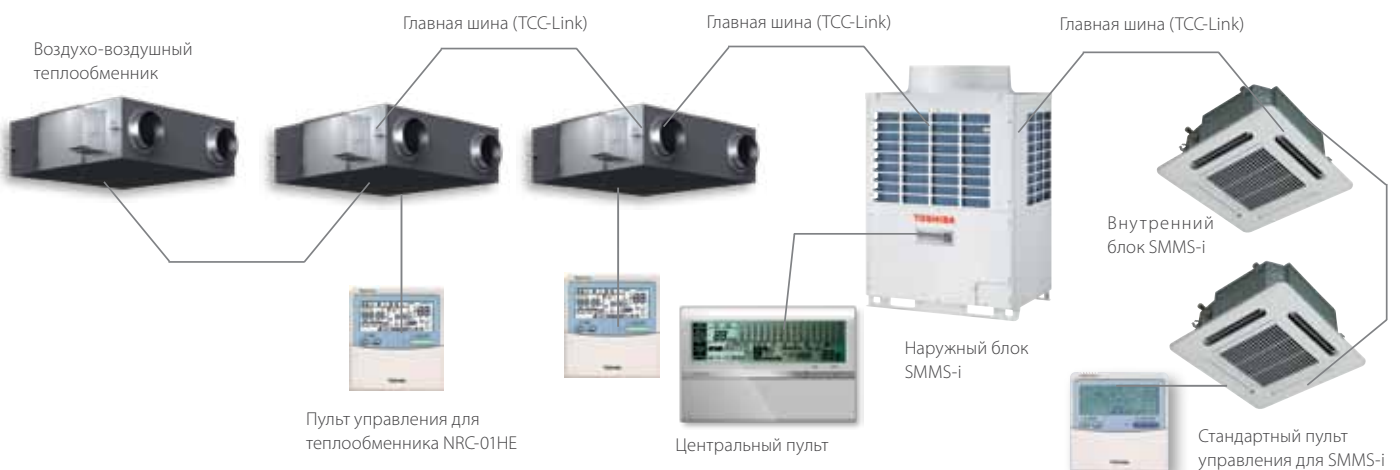 Главная шина (TCC-Link)
Главная шина (TCC-Link)
Главная шина (TCC-Link)
Воздухо-воздушный
теплообменник
TOSHIBA
Внутренний
блок SMMS-i
Наружный блок
SMMS-i
Пульт управления для
теплообменника NRC-01HE
Центральный пульт
Стандартный пульт
управления для SMMS-i